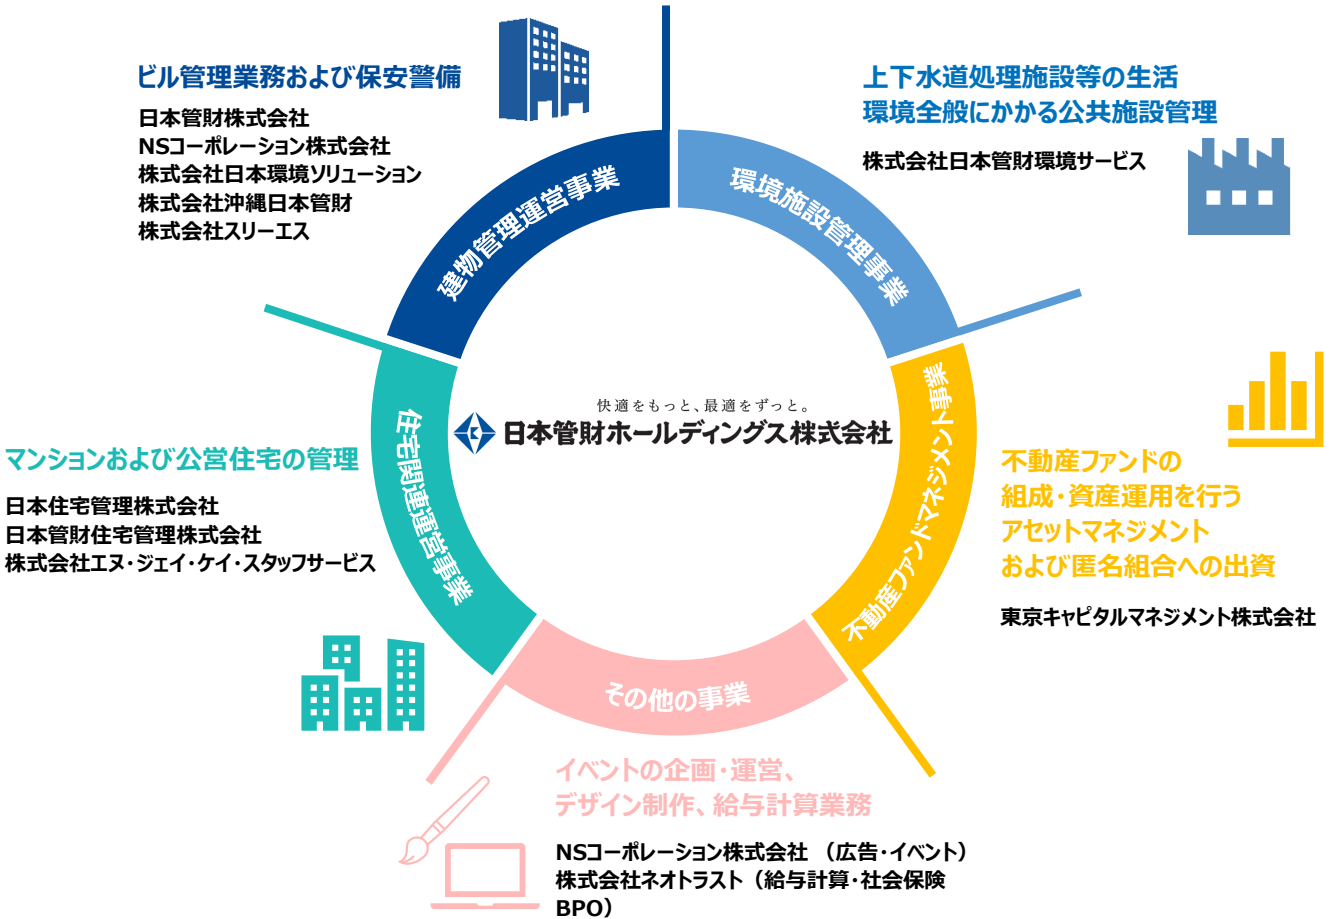 ビル管理業務および保安警備
日本管財株式会社
NSコーポレーション株式会社
株式会社日本環境ソリューション
株式会社沖縄日本管財
株式会社スリーエス
建物管理運営事業
上下水道処理施設等の生活
環境全般にかかる公共施設管理
株式会社日本管財環境サービス
環境施設管理事業
快適をもっと、最適をずっと。
日本管財ホールディングス株式会社
マンションおよび公営住宅の管理
日本住宅管理株式会社
日本管財住宅管理株式会社
株式会社エヌ・ジェイ・ケイ・スタッフサービス
住宅関連運営事業
不動産ファンドマネジメント事業
不動産ファンドの
組成・資産運用を行う
アセットマネジメント
および匿名組合への出資
東京キャピタルマネジメント株式会社
その他の事業
イベントの企画・運営、
デザイン制作、給与計算業務
NSコーポレーション株式会社 （広告・イベント）
株式会社ネオトラスト（給与計算・社会保険
BPO）